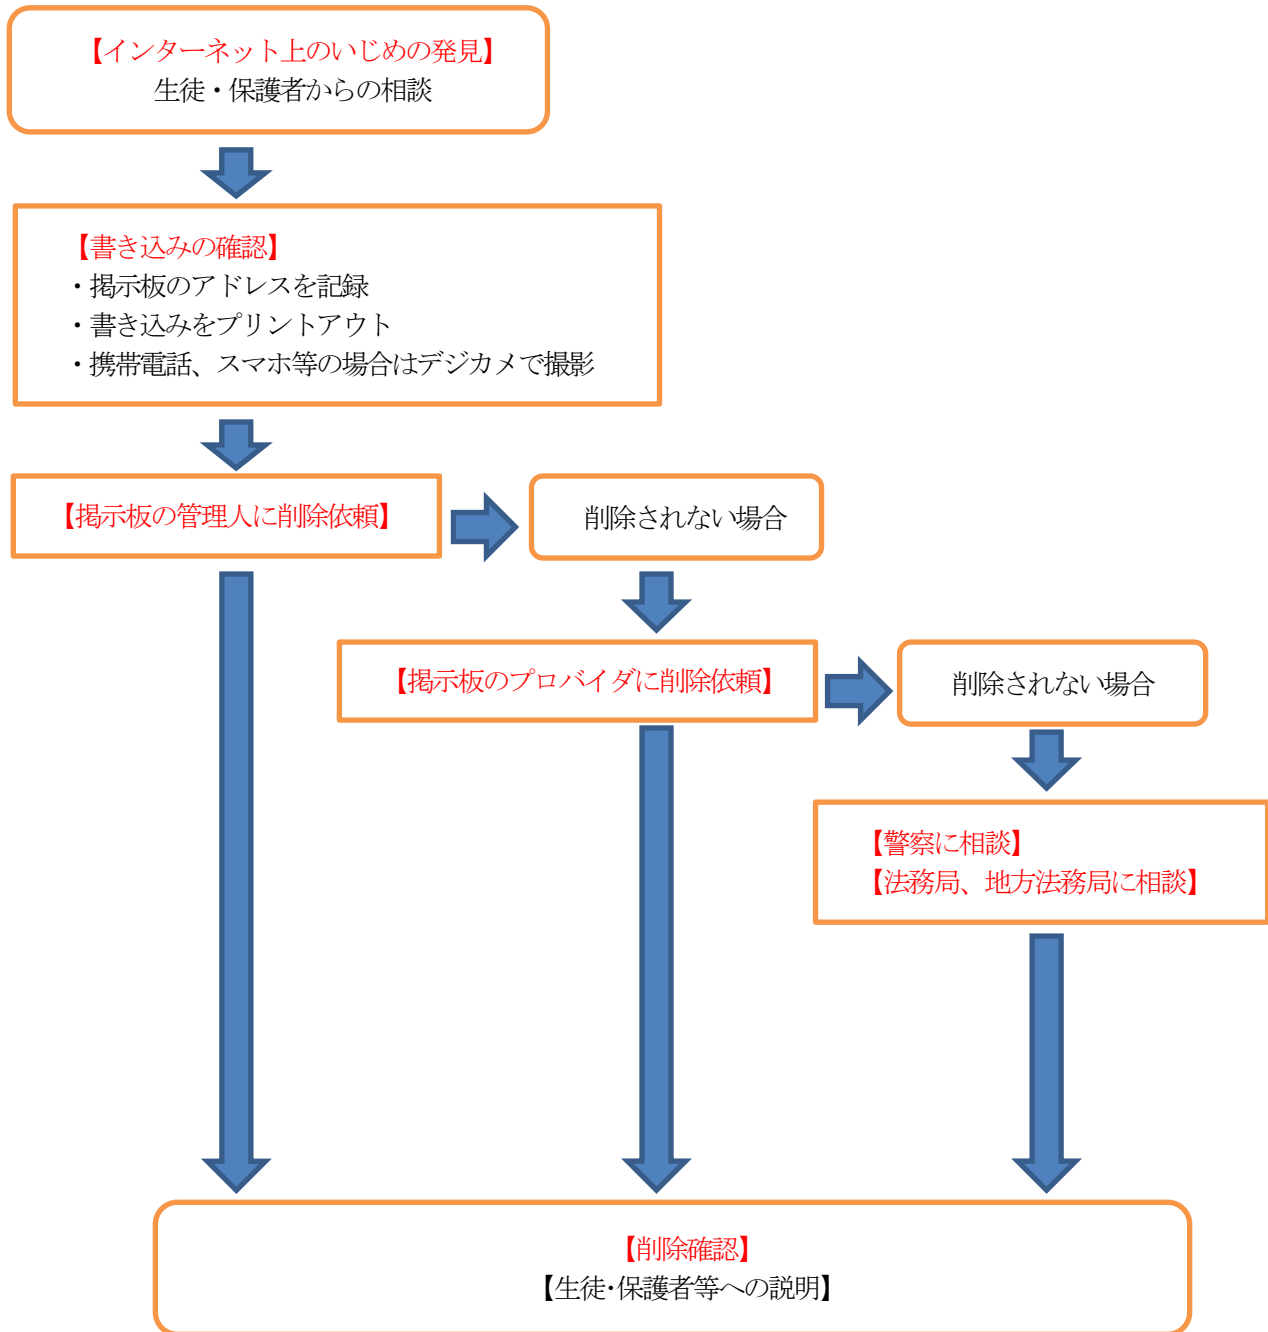 【インターネット上のいじめの発見】
生徒・保護者からの相談
【書き込みの確認】
・掲示板のアドレスを記録
・書き込みをプリントアウト
・携帯電話、スマホ等の場合はデジカメで撮影
【掲示板の管理人に削除依頼】
削除されない場合
【掲示板のプロバイダに削除依頼】
削除されない場合
【警察に相談】
【法務局、地方法務局に相談】
【削除確認】
【生徒・保護者等への説明】